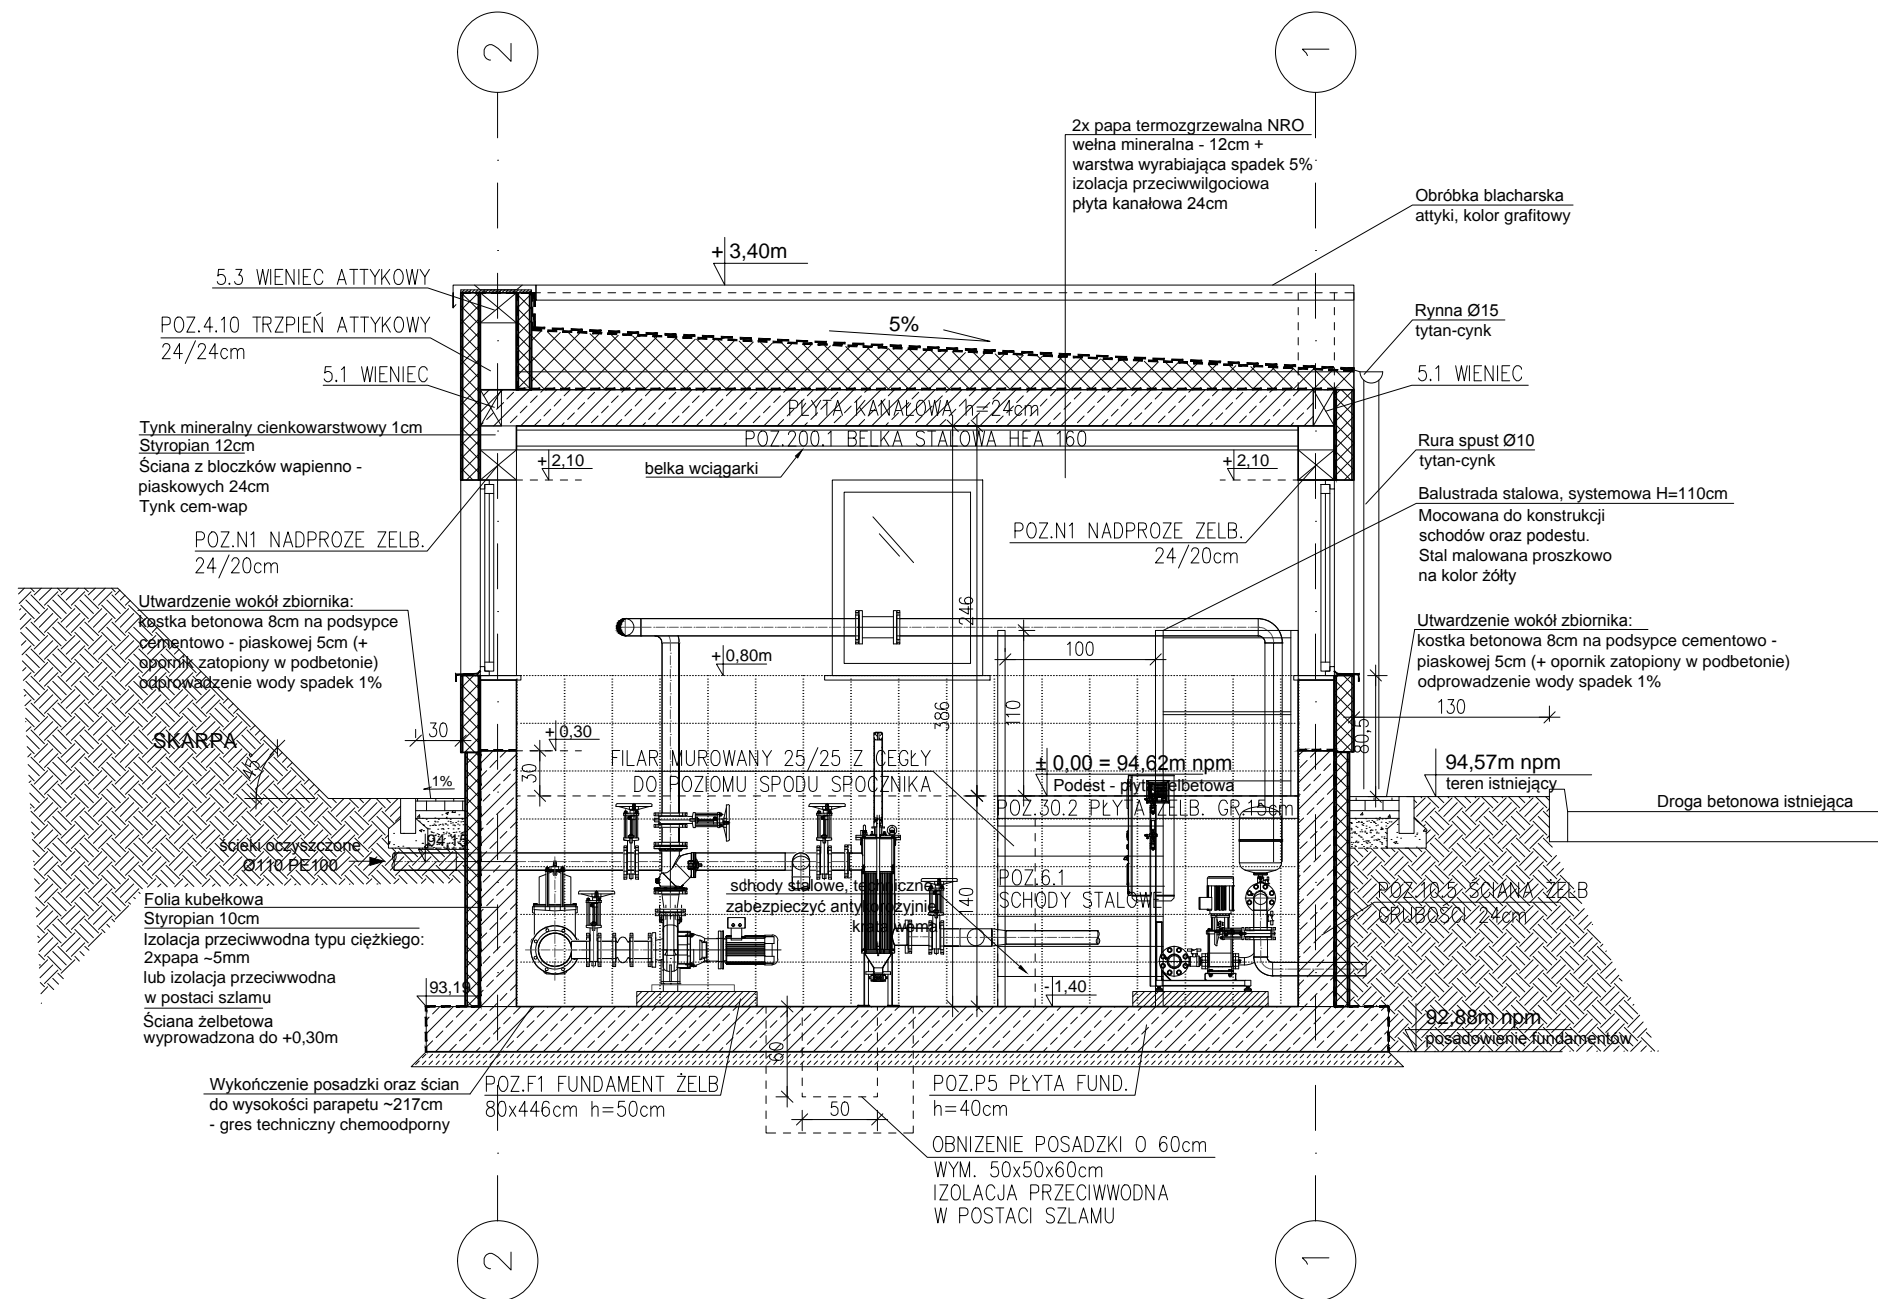 2
1
2x papa termozgrzewalna NRO
wełna mineralna - 12cm +
warstwa wyrabiająca spadek 5%
izolacja przeciwwilgociowa
płyta kanałowa 24cm
Obróbka blacharska
attyki, kolor grafitowy
+ 3,40m
5.3 WIENIEC ATTYKOWY
POZ.4.10 TRZPIEŃ ATTYKOWY
24/24cm
5.1 WIENIEC
5%
Rynna Ø15
tytan-cynk
5.1 WIENIEC
PŁYTA KANAŁOWA h=24cm
POZ.200.1 BELKA STALOWA HEA 160
belka wciągarki
+2,10
+2,10
Tynk mineralny cienkowarstwowy 1cm
Styropian 12cm
Ściana z bloczków wapienno -
piaskowych 24cm
Tynk cem-wap
Rura spust Ø10
tytan-cynk
POZ.N1 NADPROZE ZELB.
24/20cm
POZ.N1 NADPROZE ZELB.
24/20cm
Balustrada stalowa, systemowa H=110cm
Mocowana do konstrukcji
schodów oraz podestu.
Stal malowana proszkowo
na kolor żółty
Utwardzenie wokół zbiornika:
kostka betonowa 8cm na podsypce
cementowo - piaskowej 5cm (+
opornik zatopiony w podbetonie)
odprowadzenie wody spadek 1%
Utwardzenie wokół zbiornika:
kostka betonowa 8cm na podsypce cementowo -
piaskowej 5cm (+ opornik zatopiony w podbetonie)
odprowadzenie wody spadek 1%
246
+0,80m
100
386
110
130
80,5
SKARPA
45°
30
1%
+0,30
30
FILAR MUROWANY 25/25 Z CEGŁY
DO POZIOMU SPODU SPOCZNIKA
± 0,00 = 94,62m npm
Podest - płyta żelbetowa
POZ.30.2 PŁYTA ŻELB. GR.15cm
94,57m npm
teren istniejący
Droga betonowa istniejąca
94,15
ścieki oczyszczone
Ø110 PE100
schody stalowe, techniczne
zabezpieczyć antykorozyjnie
krata wema
140
POZ.6.1
SCHODY STALOWE
POZ.10.5 ŚCIANA ŻELB
GRUBOŚCI 24cm
Folia kubełkowa
Styropian 10cm
Izolacja przeciwwodna typu ciężkiego:
2xpapa ~5mm
lub izolacja przeciwwodna
w postaci szlamu
Ściana żelbetowa
wyprowadzona do +0,30m
93,19
-1,40
92,88m npm
posadowienie fundamentów
60
50
Wykończenie posadzki oraz ścian
do wysokości parapetu ~217cm
- gres techniczny chemoodporny
POZ.F1 FUNDAMENT ŻELB
80x446cm h=50cm
POZ.P5 PŁYTA FUND.
h=40cm
OBNIZENIE POSADZKI O 60cm
WYM. 50x50x60cm
IZOLACJA PRZECIWWODNA
W POSTACI SZLAMU
2
1